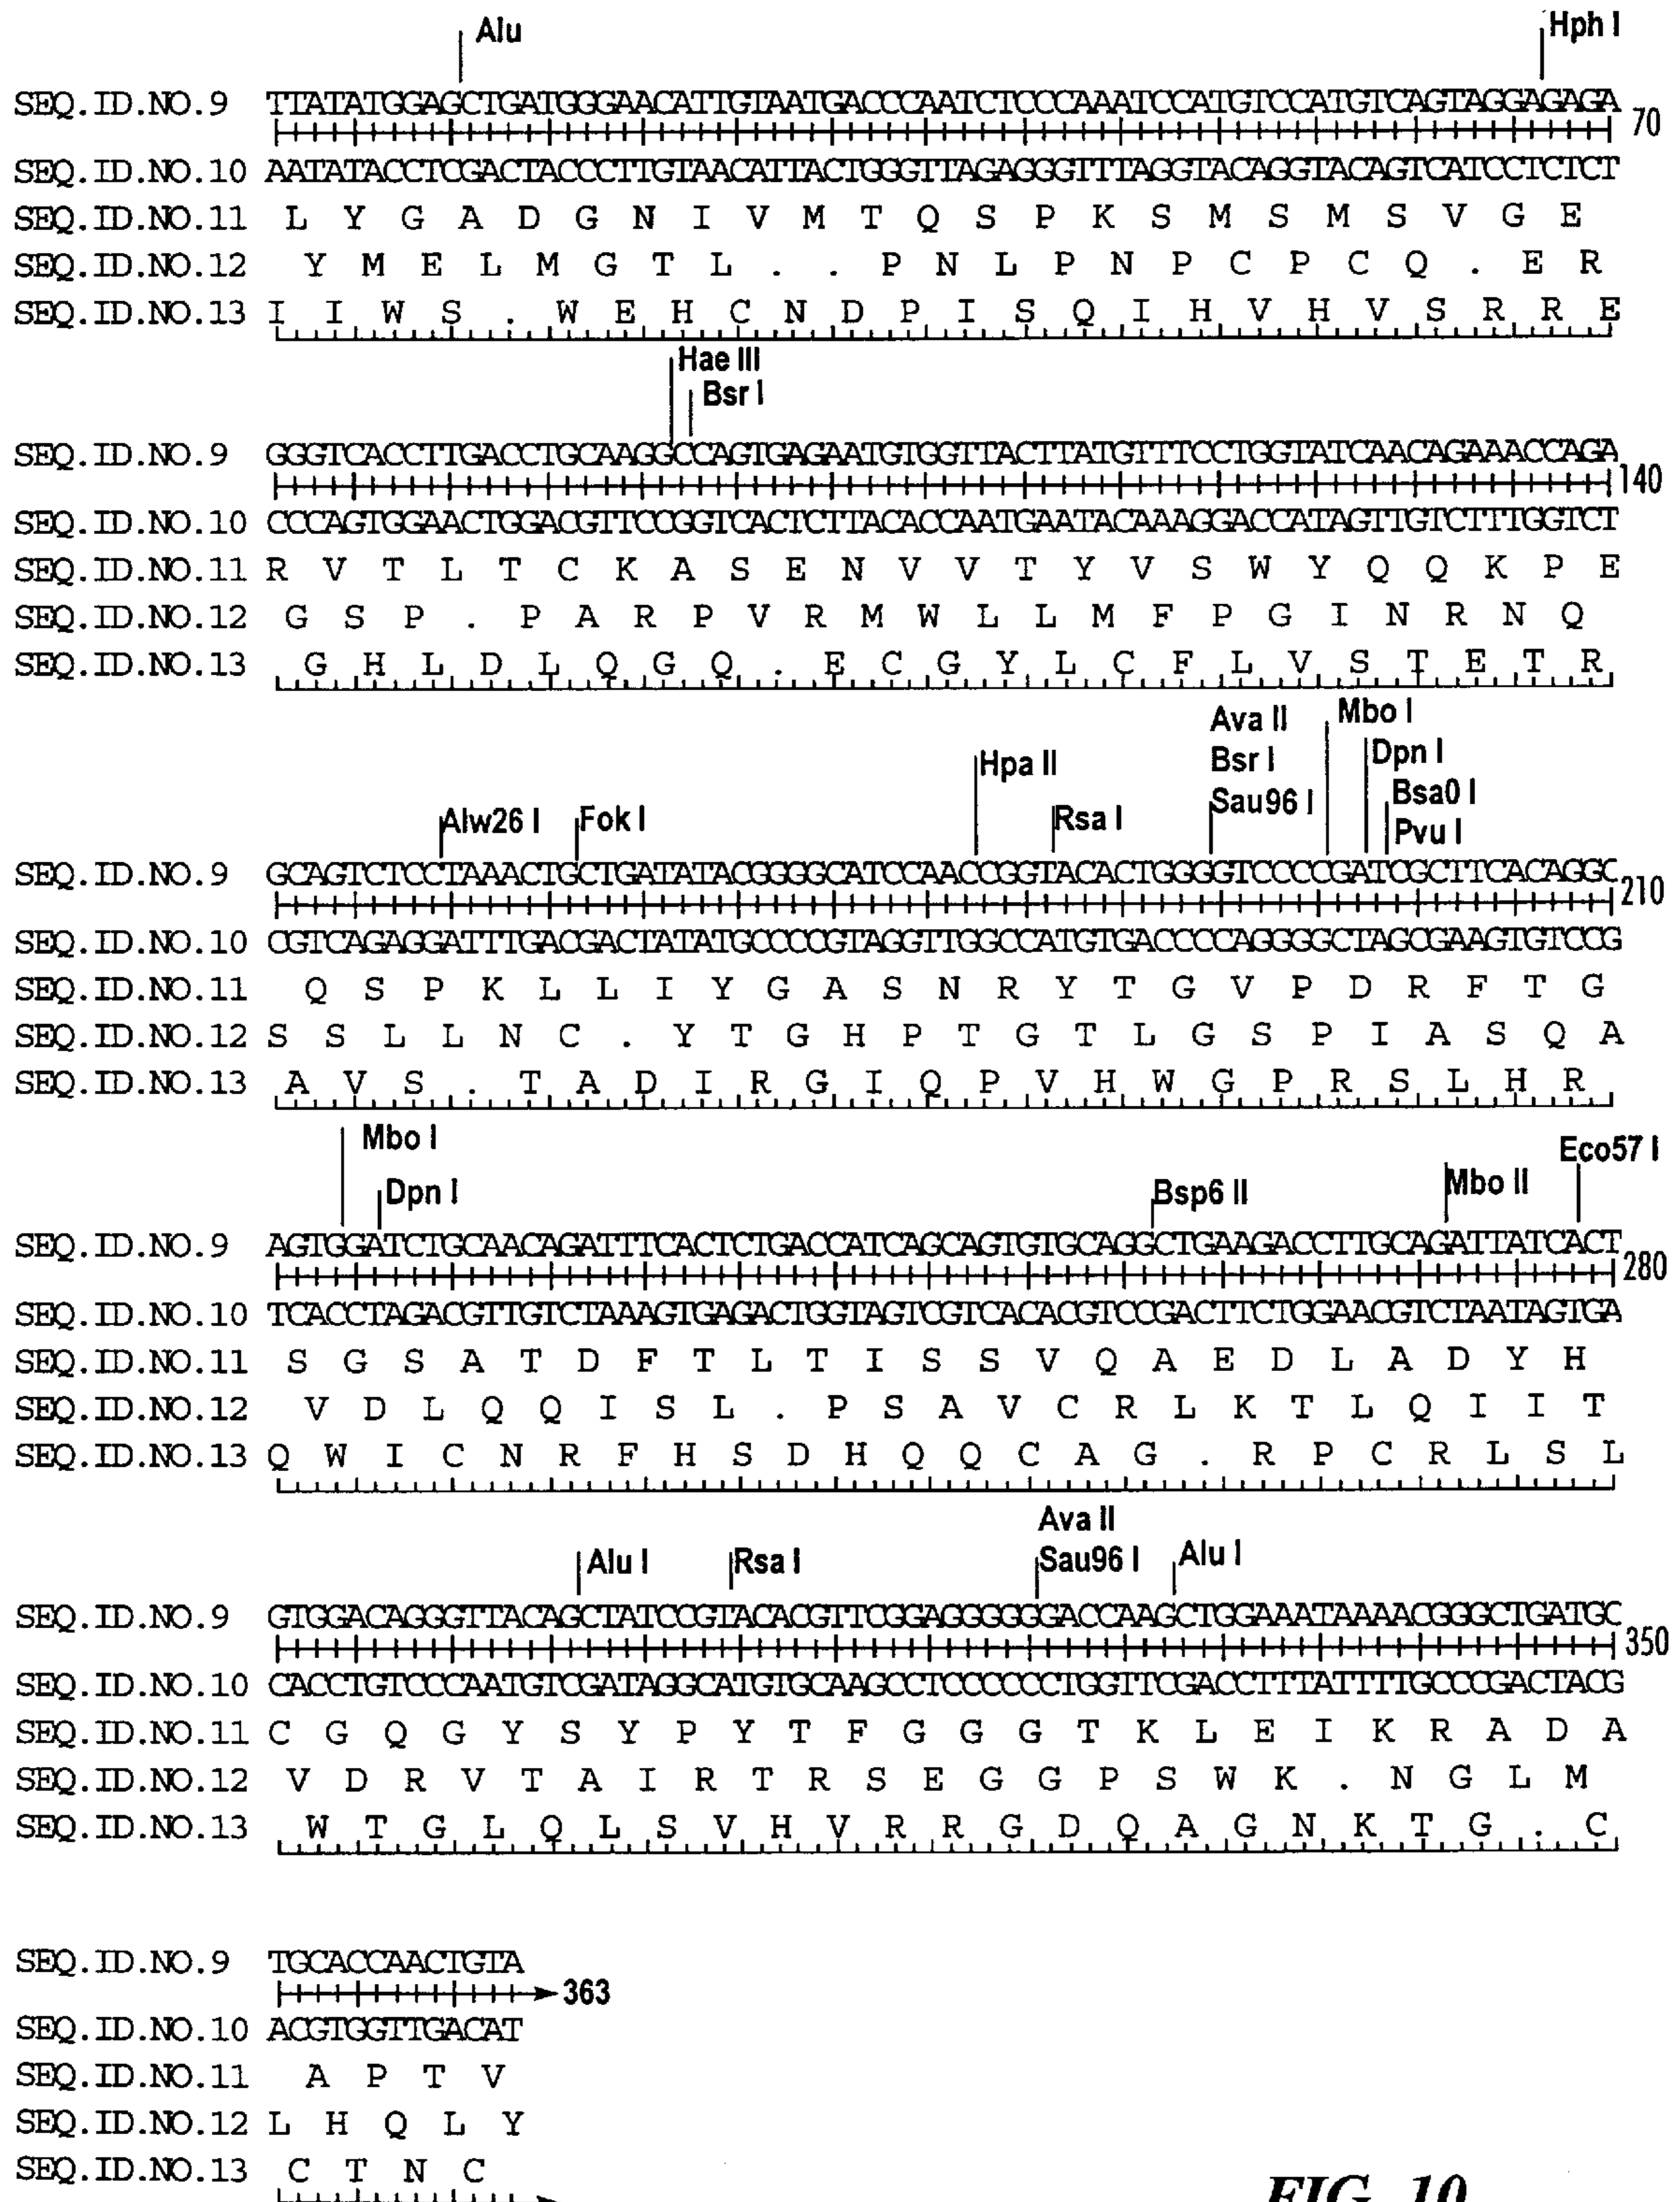 Alu
Hph I
SEQ.ID.NO.9 TTATATGGAGCTGATGGGAACATTGTAATGACCCAATCTCCCAAATCCATGTCCATGTCAGTAGGAGAGA
70
SEQ.ID.NO.10 AATATACCTCGACTACCCTTGTAACATTACTGGGTTAGAGGGTTTAGGTACAGGTACAGTCATCCTCTCT
SEQ.ID.NO.11 L Y G A D G N I V M T Q S P K S M S M S V G E
SEQ.ID.NO.12 Y M E L M G T L . . P N L P N P C P C Q . E R
SEQ.ID.NO.13 I I W S . W E H C N D P I S Q I H V H V S R R E
Hae III
Bsr I
SEQ.ID.NO.9 GGGTCACCTTGACCTGCAAGGCCAGTGAGAATGTGGTTACTTATGTTTCCTGGTATCAACAGAAACCAGA
140
SEQ.ID.NO.10 CCCAGTGGAACTGGACGTTCCGGTCACTCTTACACCAATGAATACAAAGGACCATAGTTGTCTTTGGTCT
SEQ.ID.NO.11 R V T L T C K A S E N V V T Y V S W Y Q Q K P E
SEQ.ID.NO.12 G S P . P A R P V R M W L L M F P G I N R N Q
SEQ.ID.NO.13 G H L D L Q G Q . E C G Y L C F L V S T E T R
Ava II
Mbo I
Hpa II
Bsr I
Dpn I
Alw26 I
Fok I
Rsa I
Sau96 I
Bsa0 I
Pvu I
SEQ.ID.NO.9 GCAGTCTCCTAAACTGCTGATATACGGGGCATCCAACCGGTACACTGGGGTCCCCGATCGCTTCACAGGC
210
SEQ.ID.NO.10 CGTCAGAGGATTTGACGACTATATGCCCCGTAGGTTGGCCATGTGACCCCAGGGGCTAGCGAAGTGTCCG
SEQ.ID.NO.11 Q S P K L L I Y G A S N R Y T G V P D R F T G
SEQ.ID.NO.12 S S L L N C . Y T G H P T G T L G S P I A S Q A
SEQ.ID.NO.13 A V S . T A D I R G I Q P V H W G P R S L H R
Mbo I
Dpn I
Bsp6 II
Mbo II
Eco57 I
SEQ.ID.NO.9 AGTGGATCTGCAACAGATTTCACTCTGACCATCAGCAGTGTGCAGGCTGAAGACCTTGCAGATTATCACT
280
SEQ.ID.NO.10 TCACCTAGACGTTGTCTAAAGTGAGACTGGTAGTCGTCACACGTCCGACTTCTGGAACGTCTAATAGTGA
SEQ.ID.NO.11 S G S A T D F T L T I S S V Q A E D L A D Y H
SEQ.ID.NO.12 V D L Q Q I S L . P S A V C R L K T L Q I I T
SEQ.ID.NO.13 Q W I C N R F H S D H Q Q C A G . R P C R L S L
Ava II
Alu I
Rsa I
Sau96 I
Alu I
SEQ.ID.NO.9 GTGGACAGGGTTACAGCTATCCGTACACGTTCGGAGGGGGGACCAAGCTGGAAATAAAACGGGCTGATGC
350
SEQ.ID.NO.10 CACCTGTCCCAATGTCGATAGGCATGTGCAAGCCTCCCCCCTGGTTCGACCTTTATTTTGCCCGACTACG
SEQ.ID.NO.11 C G Q G Y S Y P Y T F G G G T K L E I K R A D A
SEQ.ID.NO.12 V D R V T A I R T R S E G G P S W K . N G L M
SEQ.ID.NO.13 W T G L Q L S V H V R R G D Q A G N K T G . C
SEQ.ID.NO.9 TGCACCAACTGTA
363
SEQ.ID.NO.10 ACGTGGTTGACAT
SEQ.ID.NO.11 A P T V
SEQ.ID.NO.12 L H Q L Y
SEQ.ID.NO.13 C T N C
FIG. 10